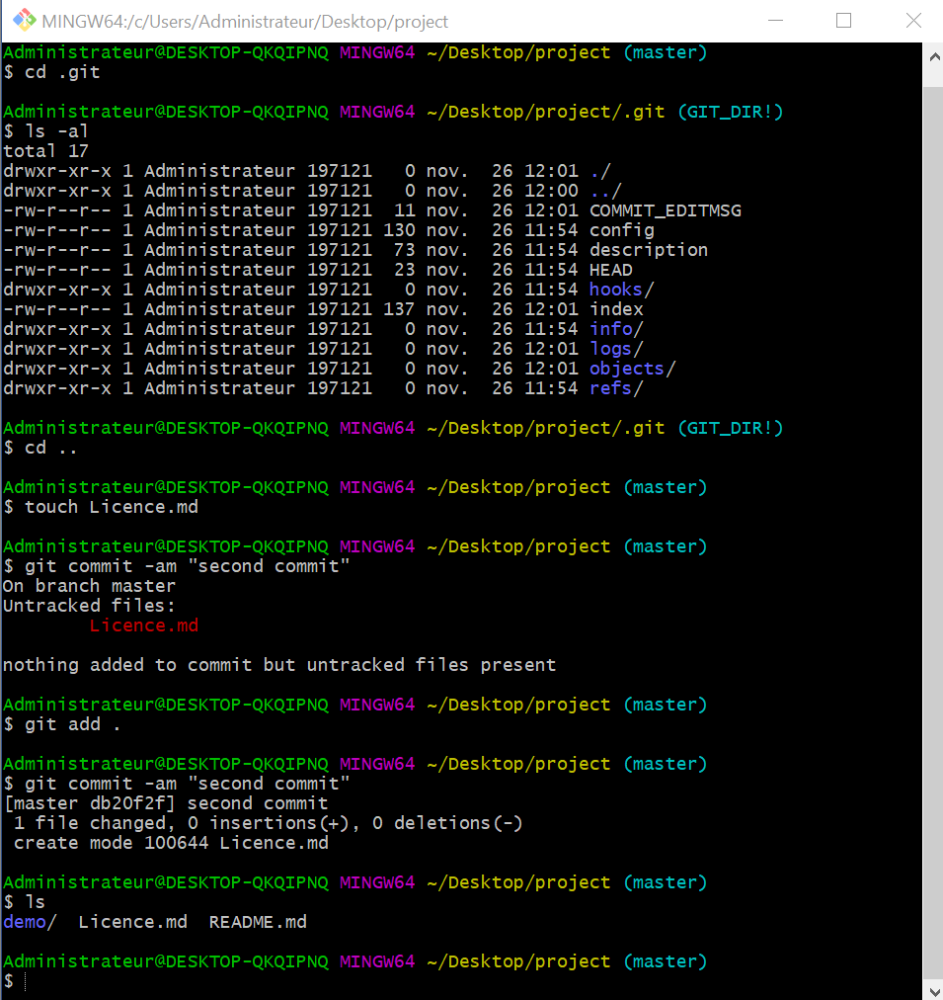 MINGW64:/c/Users/Administrateur/Desktop/project
Administrateur@DESKTOP-QKQIPNQ MINGW64 ~/Desktop/project (master)
$ cd .git
Administrateur@DESKTOP-QKQIPNQ MINGW64 ~/Desktop/project/.git (GIT_DIR!)
$ ls -al
total 17
drwxr-xr-x 1 Administrateur 197121   0 nov.  26 12:01 ./
drwxr-xr-x 1 Administrateur 197121   0 nov.  26 12:00 ../
-rw-r--r-- 1 Administrateur 197121  11 nov.  26 12:01 COMMIT_EDITMSG
-rw-r--r-- 1 Administrateur 197121 130 nov.  26 11:54 config
-rw-r--r-- 1 Administrateur 197121  73 nov.  26 11:54 description
-rw-r--r-- 1 Administrateur 197121  23 nov.  26 11:54 HEAD
drwxr-xr-x 1 Administrateur 197121   0 nov.  26 11:54 hooks/
-rw-r--r-- 1 Administrateur 197121 137 nov.  26 12:01 index
drwxr-xr-x 1 Administrateur 197121   0 nov.  26 11:54 info/
drwxr-xr-x 1 Administrateur 197121   0 nov.  26 12:01 logs/
drwxr-xr-x 1 Administrateur 197121   0 nov.  26 12:01 objects/
drwxr-xr-x 1 Administrateur 197121   0 nov.  26 11:54 refs/
Administrateur@DESKTOP-QKQIPNQ MINGW64 ~/Desktop/project/.git (GIT_DIR!)
$ cd ..
Administrateur@DESKTOP-QKQIPNQ MINGW64 ~/Desktop/project (master)
$ touch Licence.md
Administrateur@DESKTOP-QKQIPNQ MINGW64 ~/Desktop/project (master)
$ git commit -am "second commit"
On branch master
Untracked files:
        Licence.md
nothing added to commit but untracked files present
Administrateur@DESKTOP-QKQIPNQ MINGW64 ~/Desktop/project (master)
$ git add .
Administrateur@DESKTOP-QKQIPNQ MINGW64 ~/Desktop/project (master)
$ git commit -am "second commit"
[master db20f2f] second commit
 1 file changed, 0 insertions(+), 0 deletions(-)
 create mode 100644 Licence.md
Administrateur@DESKTOP-QKQIPNQ MINGW64 ~/Desktop/project (master)
$ ls
demo/  Licence.md  README.md
Administrateur@DESKTOP-QKQIPNQ MINGW64 ~/Desktop/project (master)
$